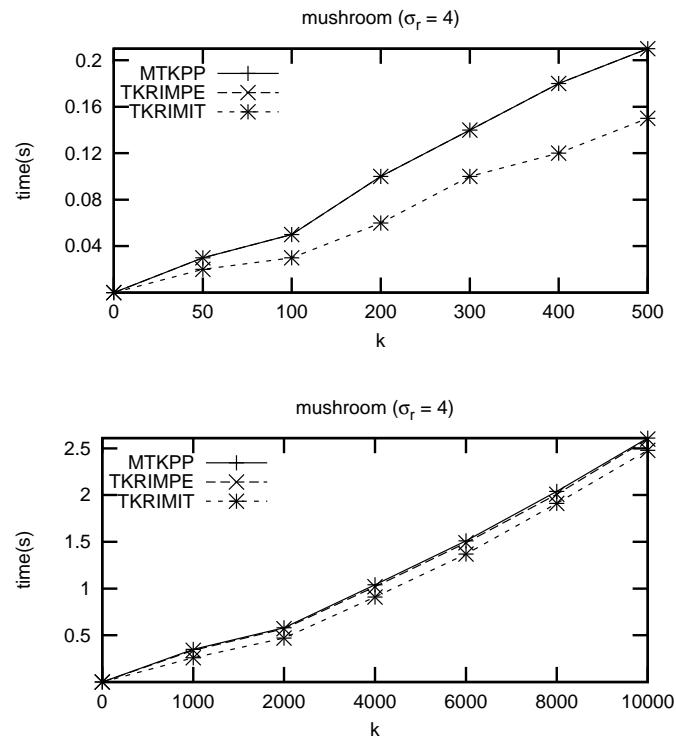 mushroom (σr = 4)
0.2
MTKPP
TKRIMPE
TKRIMIT
0.16
0.12
0.08
0.04
time(s)
0 50 100 200 300 400 500
k
mushroom (σr = 4)
2.5
MTKPP
TKRIMPE
TKRIMIT
2
1.5
1
0.5
time(s)
0 1000 2000 4000 6000 8000 10000
k